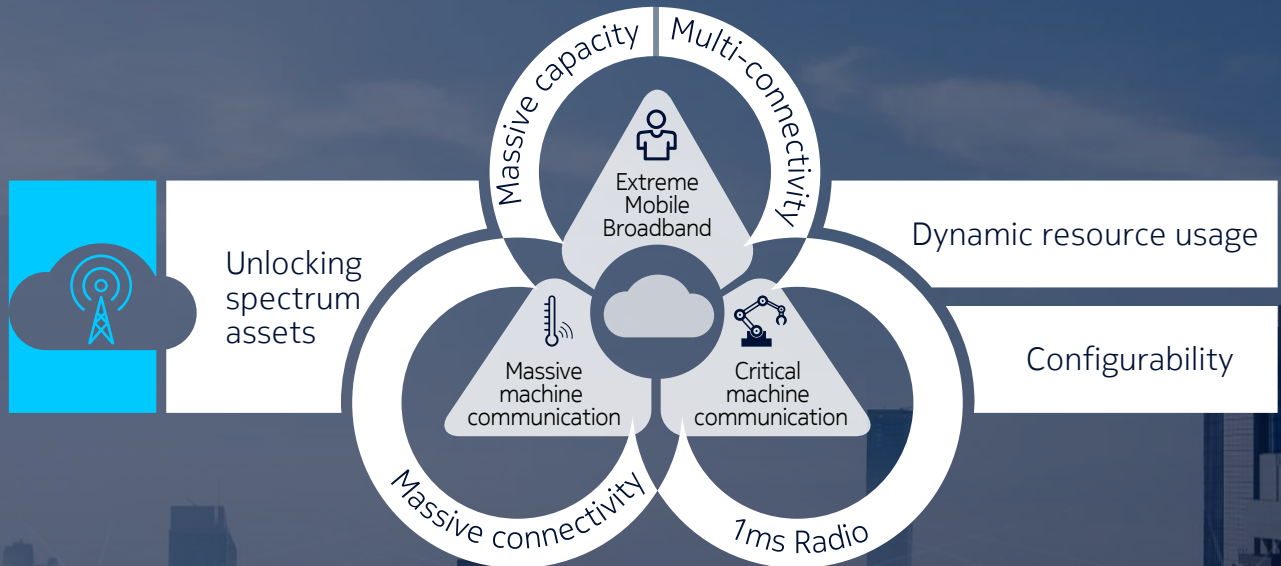 Massive capacity
Multi-connectivity
Extreme
Mobile
Broadband
Unlocking
spectrum
assets
Dynamic resource usage
Configurability
Massive
machine
communication
Critical
machine
communication
Massive connectivity
1ms Radio